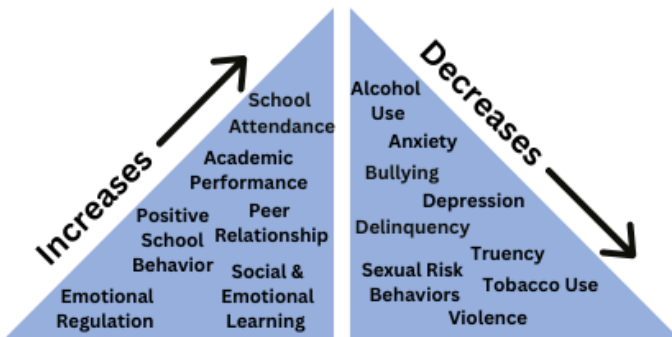 Increases
School
Attendance
Academic
Performance
Positive
School
Behavior
Peer
Relationship
Emotional
Regulation
Social &
Emotional
Learning
Decreases
Alcohol
Use
Anxiety
Bullying
Depression
Delinquency
Truency
Sexual Risk
Behaviors
Tobacco Use
Violence